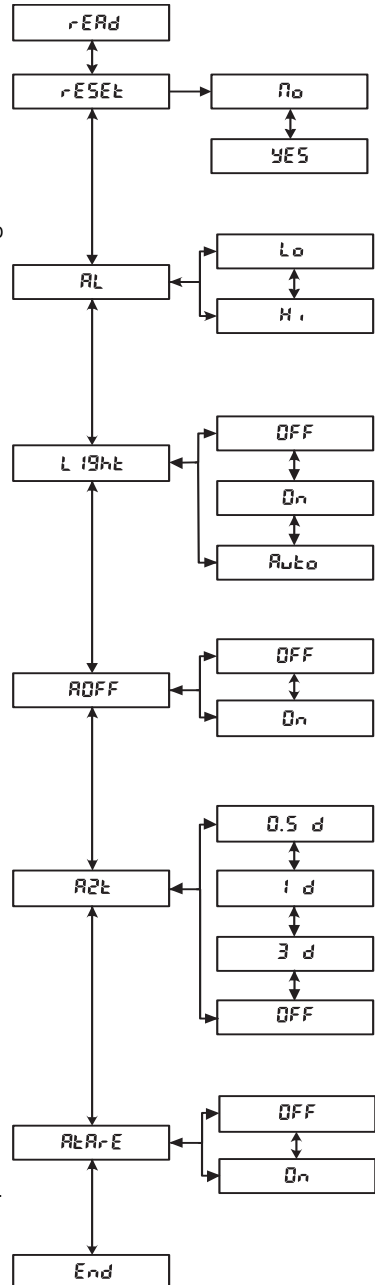 rEAd
rESEt
No
YES
AL
Lo
Hi
LIght
OFF
On
Auto
AOFF
OFF
On
AZt
0.5 d
1 d
3 d
OFF
AtArE
OFF
On
End